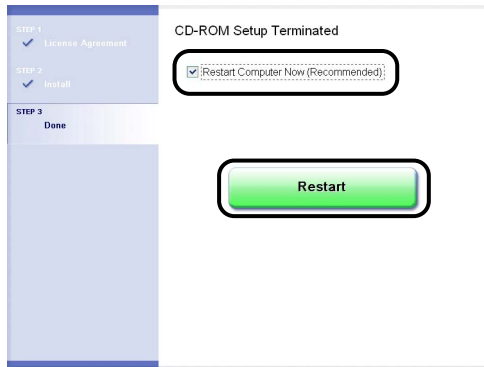 STEP 1
License Agreement
STEP 2
Install
STEP 3
Done
CD-ROM Setup Terminated
Restart Computer Now (Recommended)
Restart